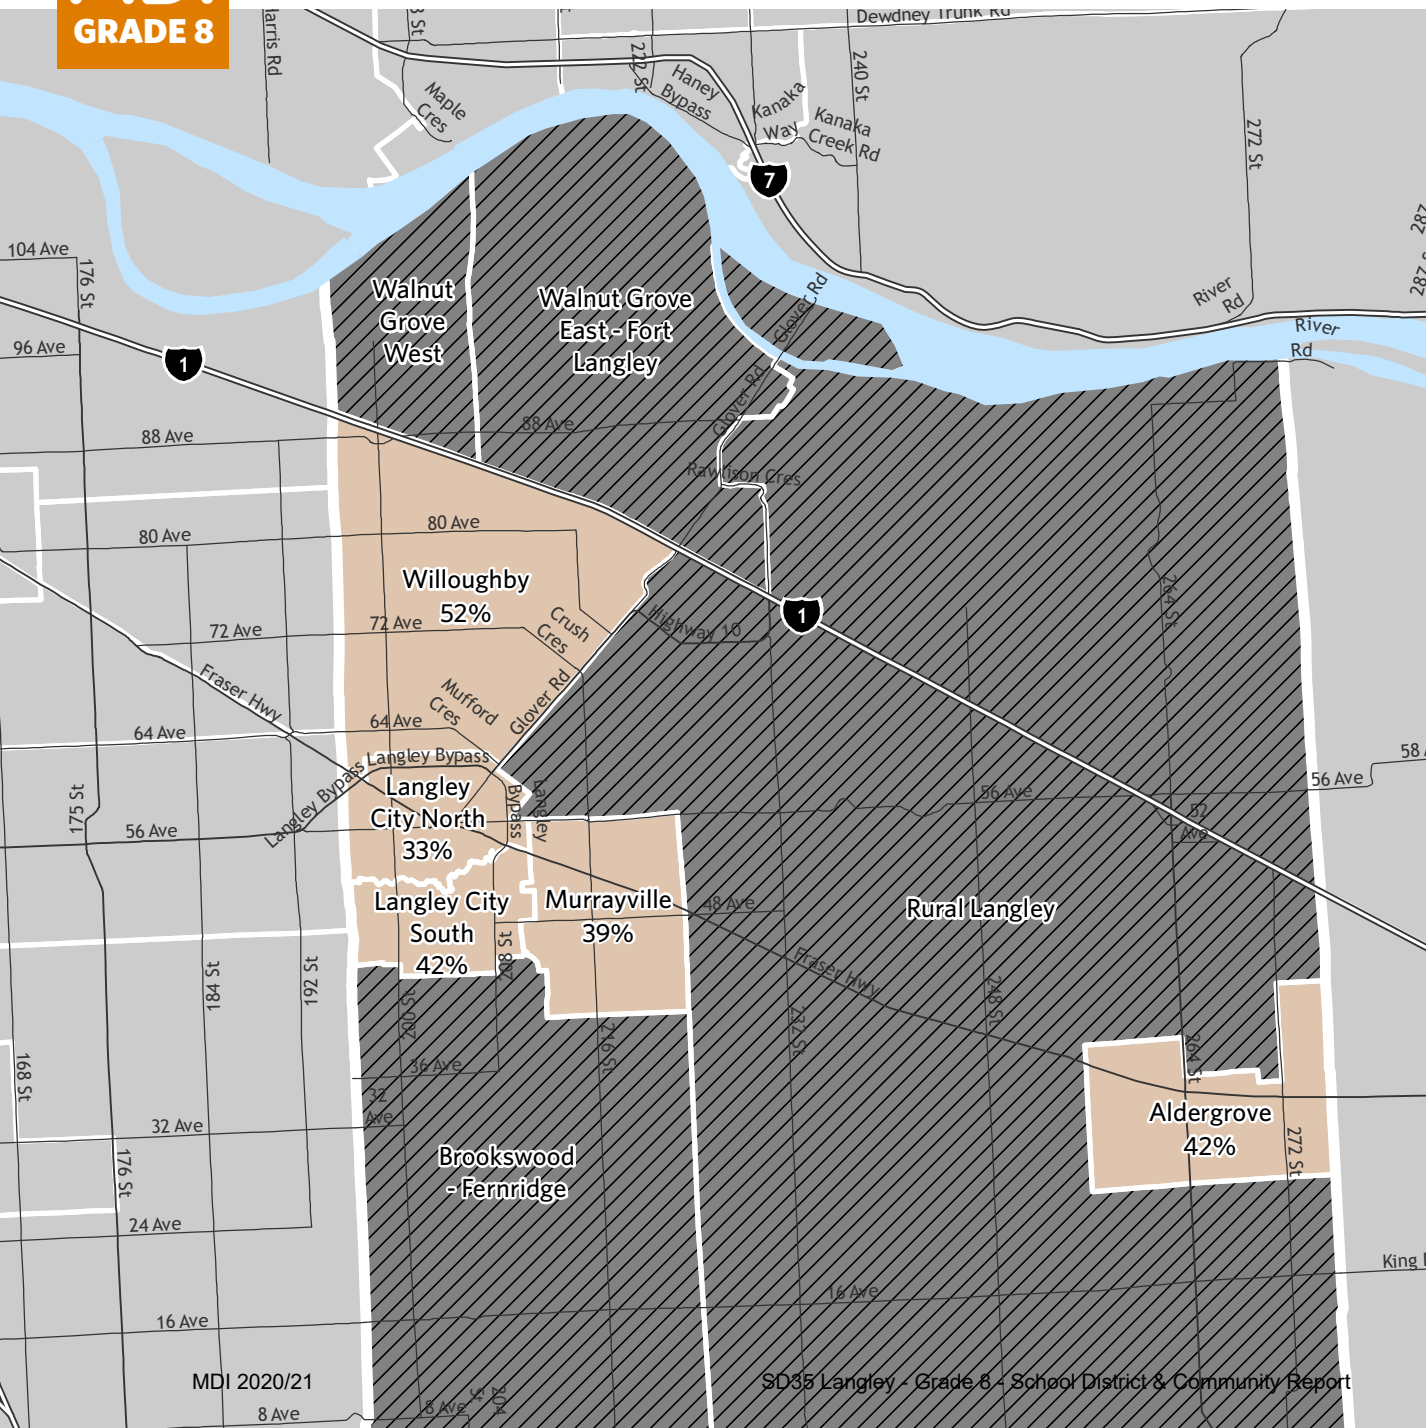 GRADE 8
Harris Rd
Dewdney Trunk Rd
222 St
240 St
Haney
Bypass
Maple
Cres
Kanaka
Way
Kanaka
Creek Rd
272 St
7
104 Ave
176 St
96 Ave
1
Walnut
Grove
West
Walnut Grove
East - Fort
Langley
Glover Rd
River
Rd
River
Rd
Glover Rd
88 Ave
88 Ave
Rawlison Cres
80 Ave
80 Ave
Willoughby
52%
72 Ave
72 Ave
Crush
Cres
Highway 10
1
264 St
Fraser Hwy
Mufford
Cres
Glover Rd
64 Ave
64 Ave
Langley Bypass
Langley Bypass
Langley
Bypass
Langley
City North
33%
175 St
56 Ave
56 Ave
56 Ave
52
Ave
Langley City
South
42%
Murrayville
39%
48 Ave
Rural Langley
Fraser Hwy
184 St
192 St
208 St
200 St
216 St
232 St
248 St
264 St
168 St
36 Ave
32
Ave
32 Ave
176 St
Brookswood
- Fernridge
Aldergrove
42%
272 St
24 Ave
16 Ave
16 Ave
MDI 2020/21
SD35 Langley - Grade 8 - School District & Community Report
204
St
8 Ave
8 Ave